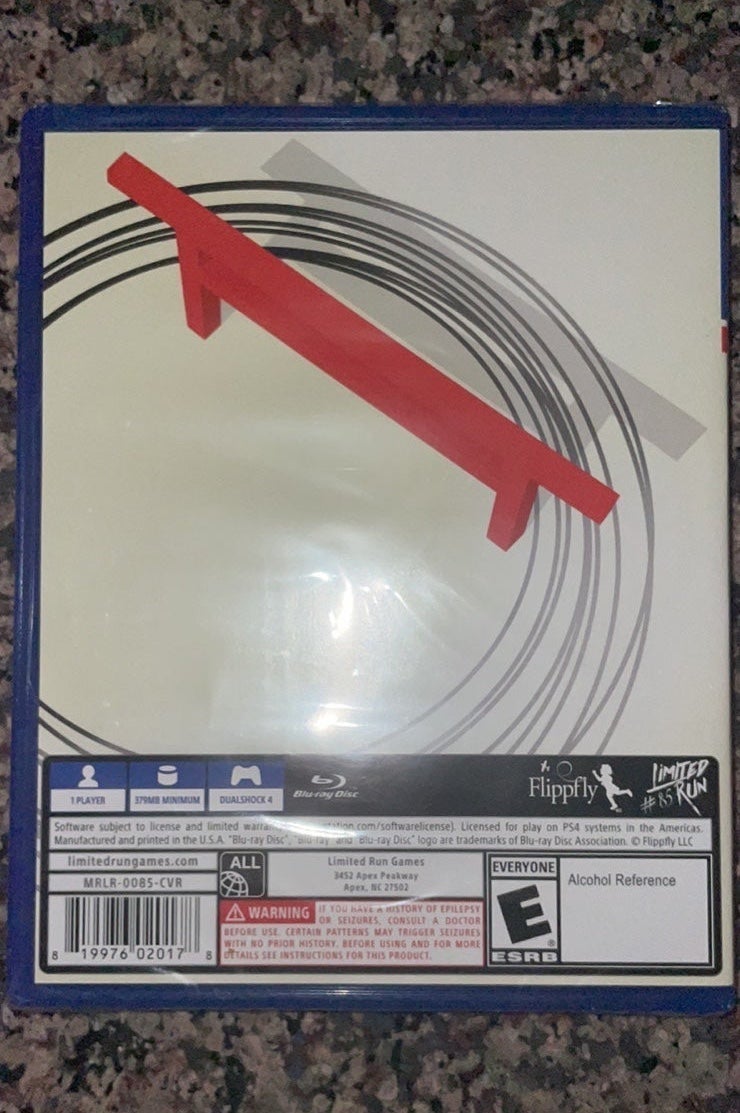 1 PLAYER
379MB MINIMUM
DUALSHOCK 4
Blu-ray Disc
Flippfly
LIMITED RUN
#85
Software subject to license and limited station.com/softwarelicense). Licensed for play on PS4 systems in the Americas.
Manufactured and printed in the U.S.A. "Blu-ray Disc", "Blu-ray" and "Blu-ray Disc" logo are trademarks of Blu-ray Disc Association. © Flippfly LLC
limitedrungames.com
MRLR-0085-CVR
8 19976 02017 8
ALL
Limited Run Games
3452 Apex Peakway
Apex, NC 27502
WARNING IF YOU HAVE A HISTORY OF EPILEPSY
OR SEIZURES, CONSULT A DOCTOR
BEFORE USE. CERTAIN PATTERNS MAY TRIGGER SEIZURES
WITH NO PRIOR HISTORY. BEFORE USING AND FOR MORE
DETAILS SEE INSTRUCTIONS FOR THIS PRODUCT.
EVERYONE
E
®
ESRB
Alcohol Reference